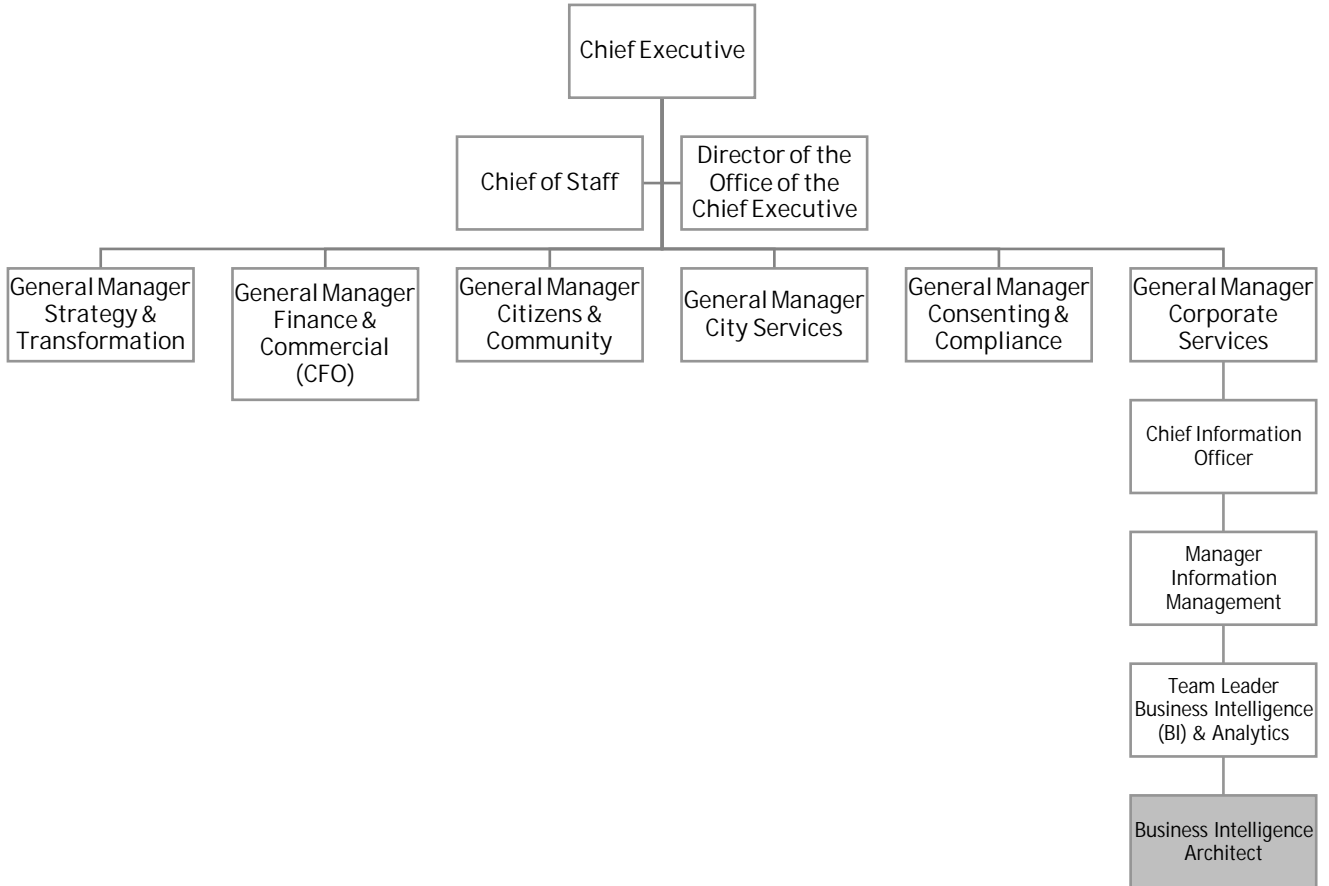 Chief Executive
Chief of Staff
Director of the
Office of the
Chief Executive
General Manager
Strategy &
Transformation
General Manager
Finance &
Commercial
(CFO)
General Manager
Citizens &
Community
General Manager
City Services
General Manager
Consenting &
Compliance
General Manager
Corporate
Services
Chief Information
Officer
Manager
Information
Management
Team Leader
Business Intelligence
(BI) & Analytics
Business Intelligence
Architect